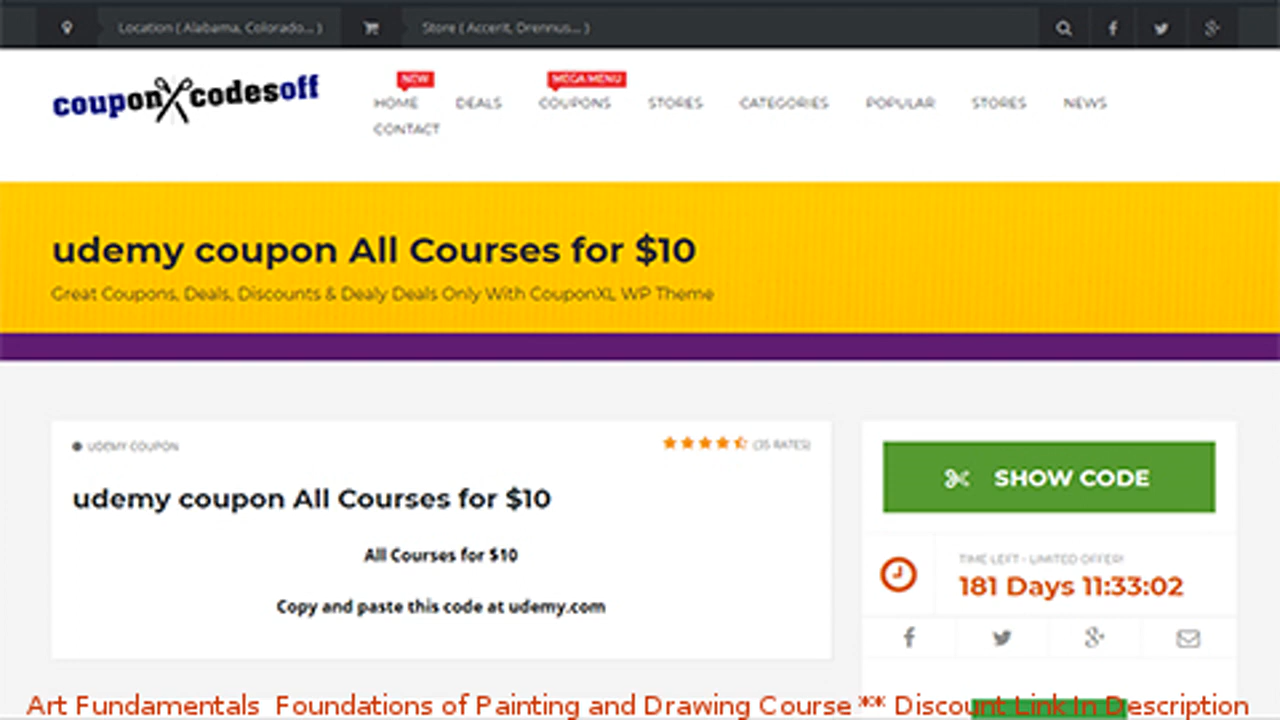 Location ( Alabama, Colorado... )
Store ( Accerit, Drennus... )
couponcodesoff
NEW
MEGA MENU
HOME DEALS COUPONS STORES CATEGORIES POPULAR STORES NEWS
CONTACT
udemy coupon All Courses for $10
Great Coupons, Deals, Discounts & Dealy Deals Only With CouponXL WP Theme
UDEMY COUPON
(35 RATES)
udemy coupon All Courses for $10
All Courses for $10
Copy and paste this code at udemy.com
SHOW CODE
TIME LEFT - LIMITED OFFER!
181 Days 11:33:02
Art Fundamentals Foundations of Painting and Drawing Course ** Discount Link In Description